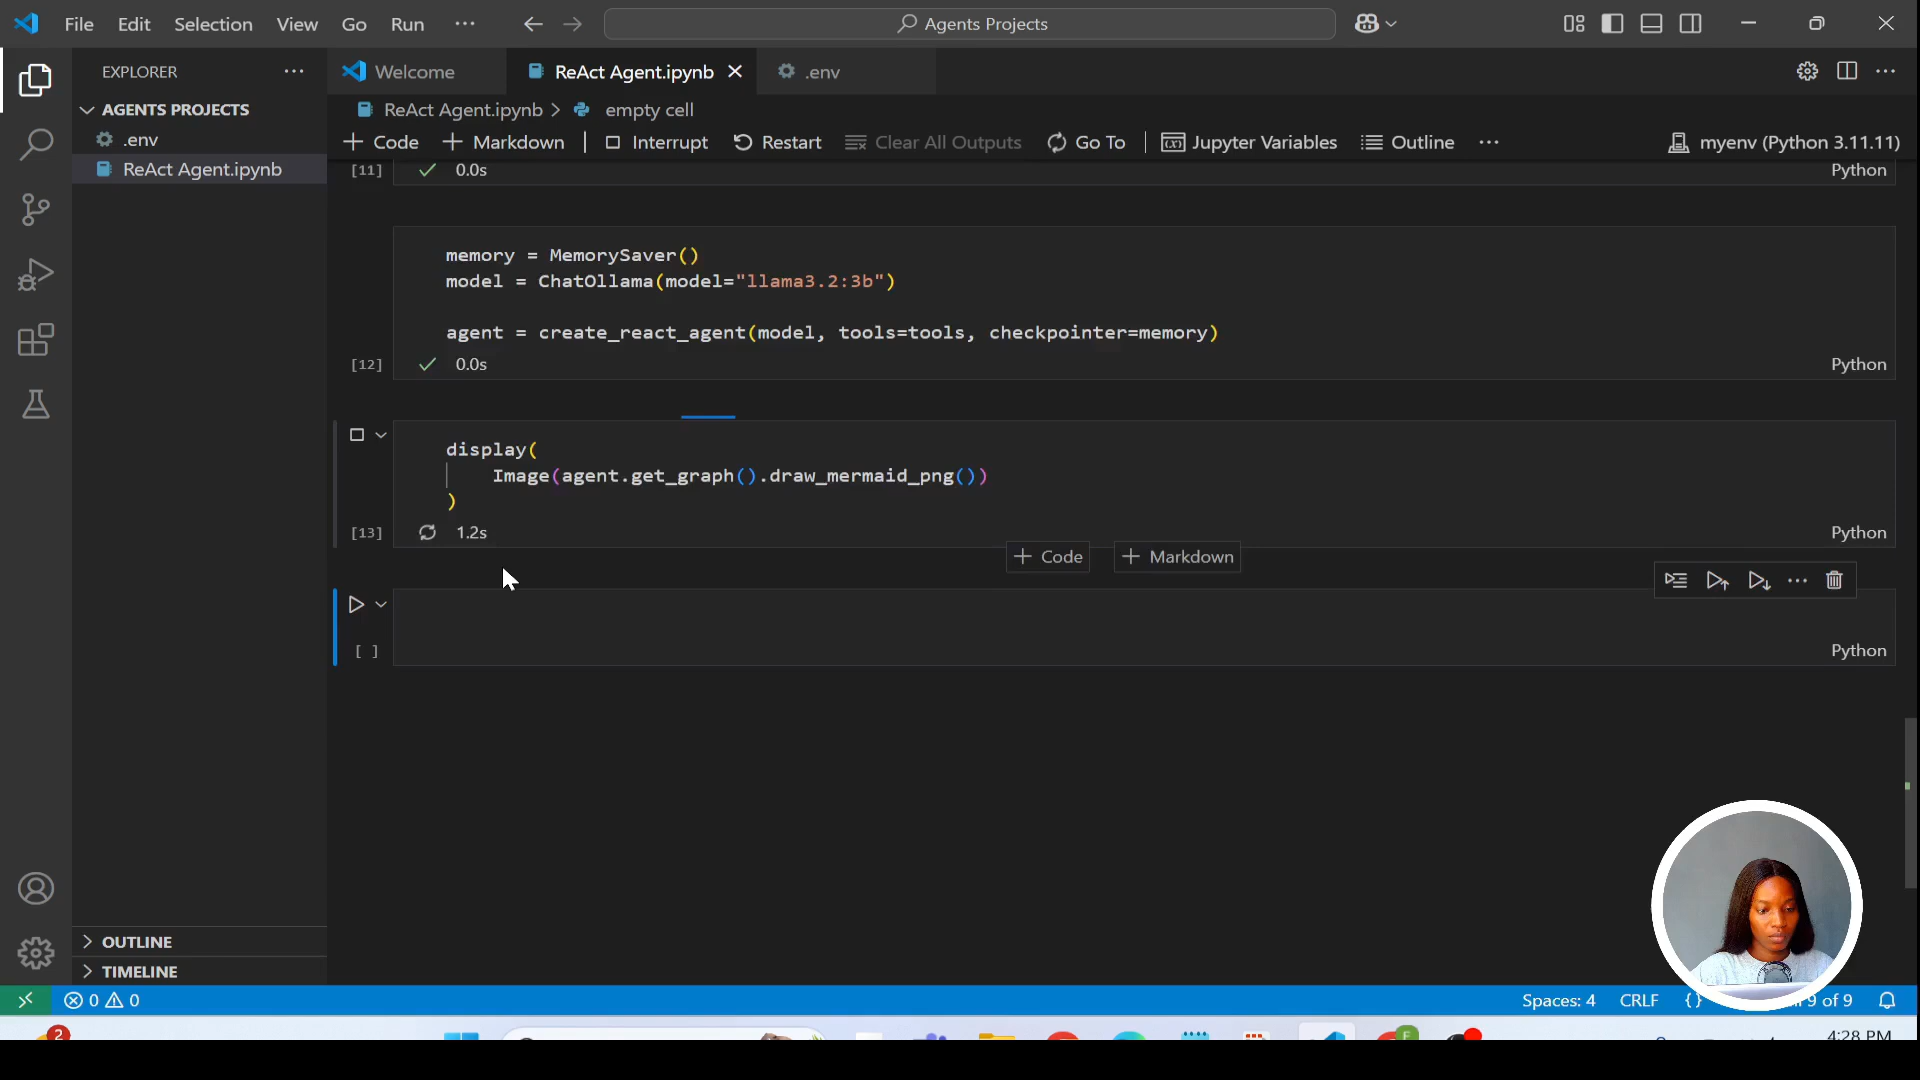 File Edit Selection View Go Run ··· Agents Projects
EXPLORER ···
Welcome ReAct Agent.ipynb .env
AGENTS PROJECTS
.env
ReAct Agent.ipynb
ReAct Agent.ipynb > empty cell
+ Code + Markdown Interrupt Restart Clear All Outputs Go To Jupyter Variables Outline ··· myenv (Python 3.11.11)
[11] 0.0s Python
memory = MemorySaver()
model = ChatOllama(model="llama3.2:3b")
agent = create_react_agent(model, tools=tools, checkpointer=memory)
[12] 0.0s Python
display(
Image(agent.get_graph().draw_mermaid_png())
)
[13] 1.2s Python
+ Code + Markdown
[ ] Python
OUTLINE
TIMELINE
0 0 Spaces: 4 CRLF 9 of 9
2 4:28 PM